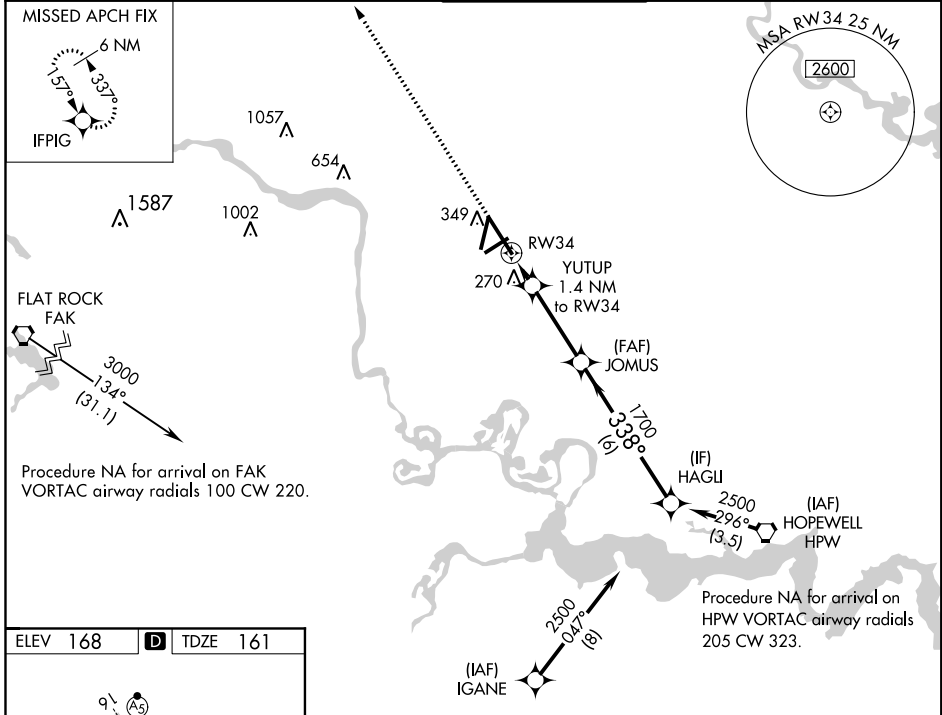 MISSED APCH FIX
6 NM
157°
337°
IFPIG
MSA RW34 25 NM
2600
1057
654
1587
1002
349
RW34
270
YUTUP
1.4 NM
to RW34
FLAT ROCK
FAK
3000
134°
(31.1)
(FAF)
JOMUS
1700
338°
(6)
Procedure NA for arrival on FAK
VORTAC airway radials 100 CW 220.
(IF)
HAGLI
2500
296°
(3.5)
(IAF)
HOPEWELL
HPW
Procedure NA for arrival on
HPW VORTAC airway radials
205 CW 323.
2500
047°
(8)
(IAF)
IGANE
ELEV 168 D TDZE 161
16
A5